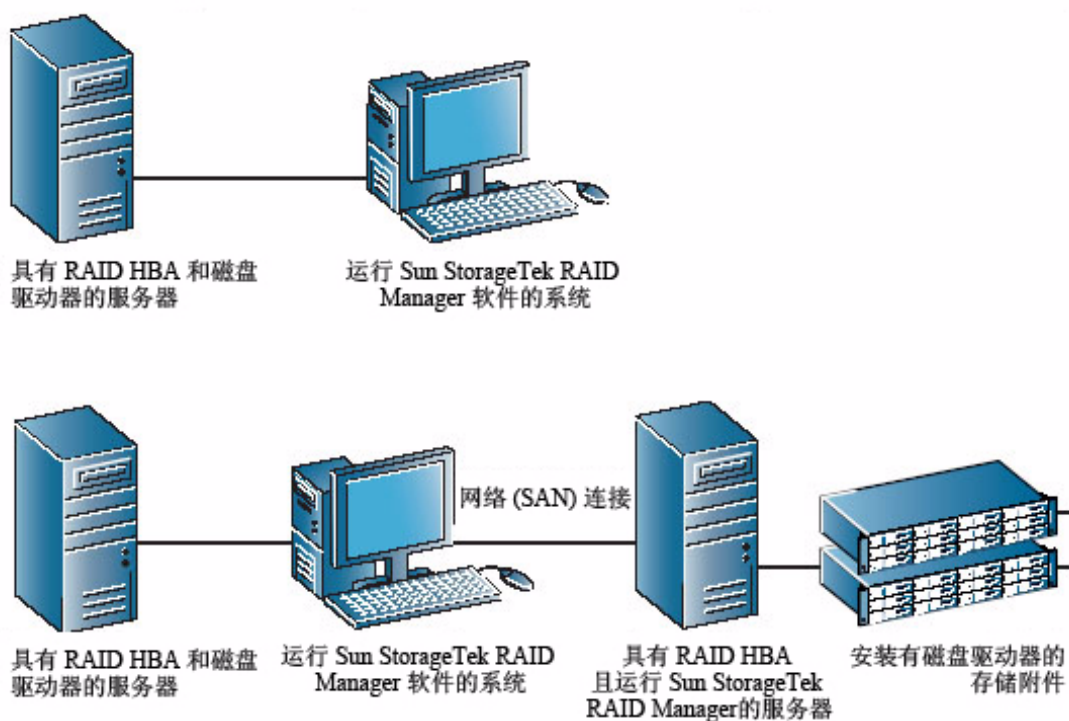 具有 RAID HBA 和磁盘
驱动器的服务器
运行 Sun StorageTek RAID
Manager 软件的系统
网络 (SAN) 连接
具有 RAID HBA 和磁盘
驱动器的服务器
运行 Sun StorageTek RAID
Manager 软件的系统
具有 RAID HBA
且运行 Sun StorageTek
RAID Manager的服务器
安装有磁盘驱动器的
存储附件